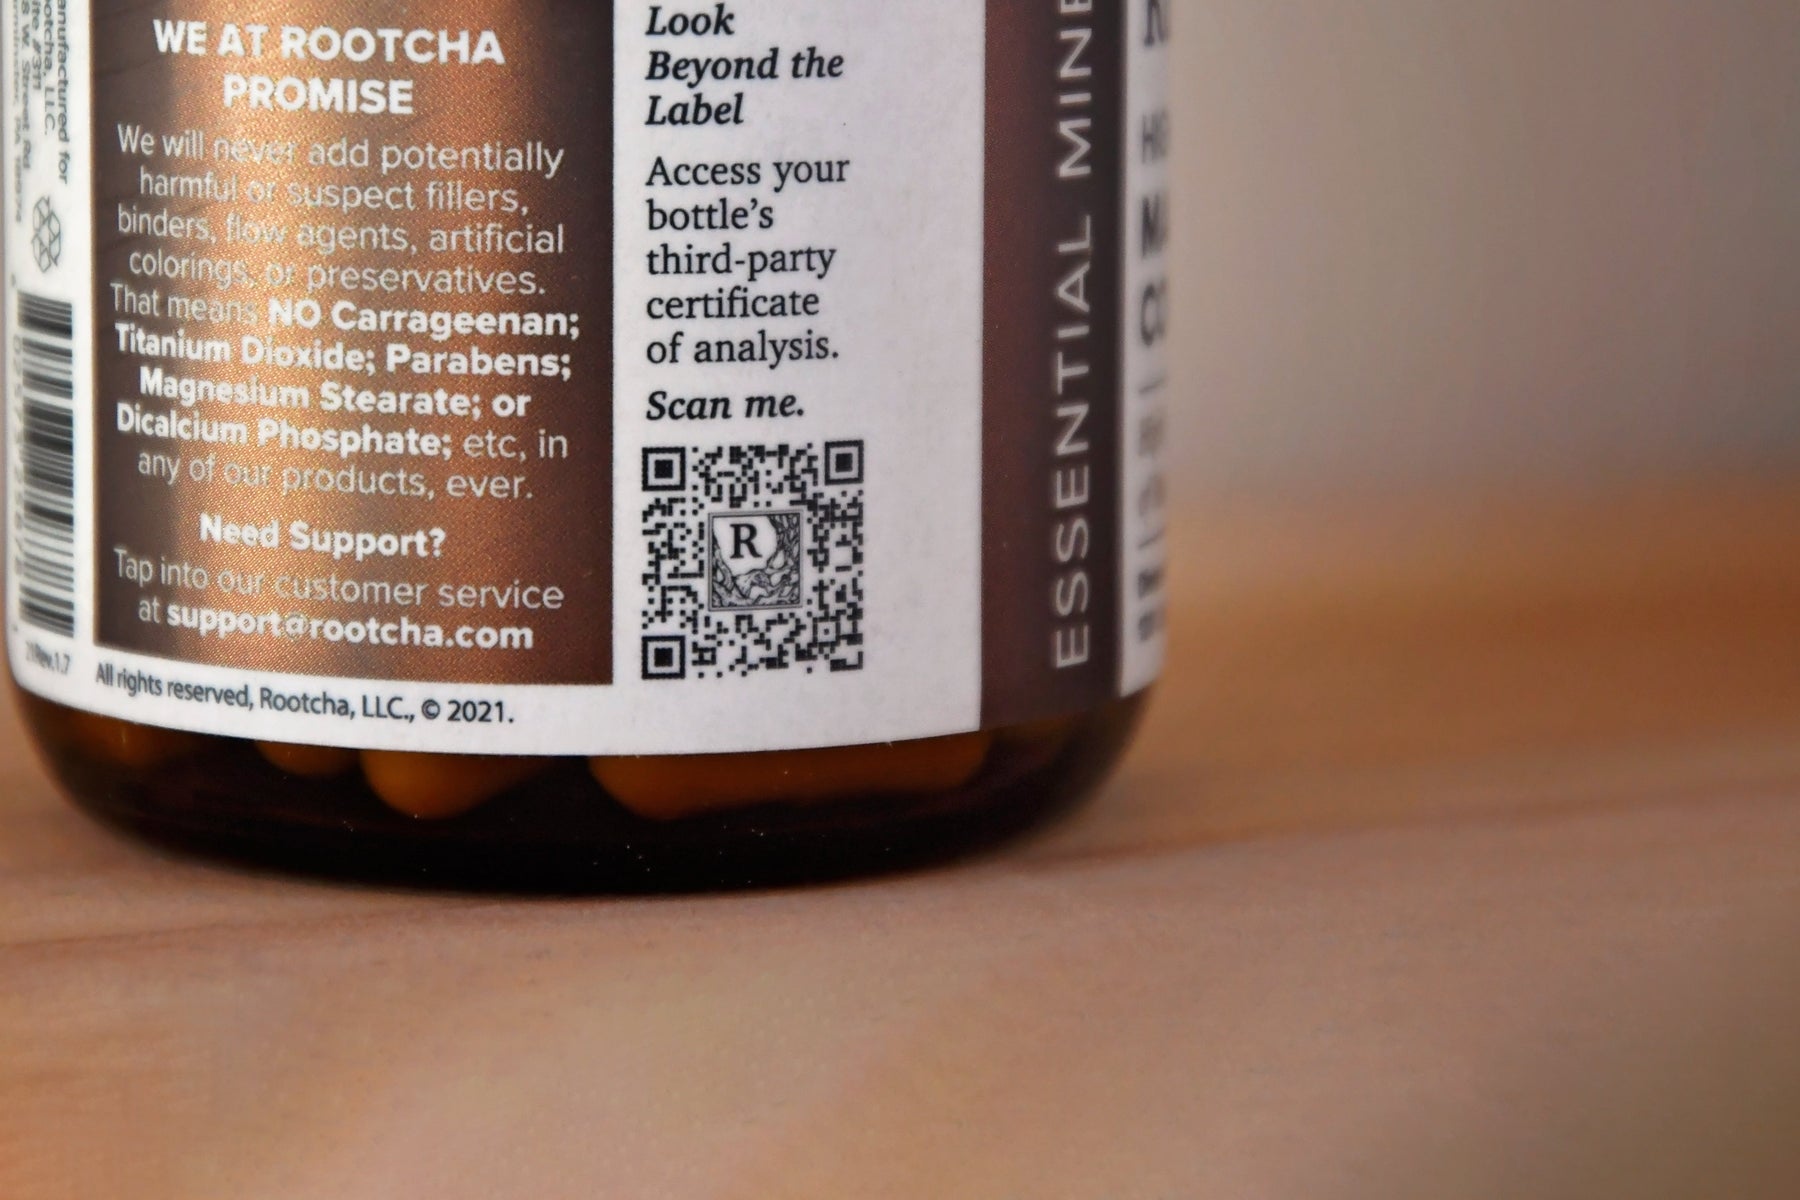 WE AT ROOTCHA
PROMISE
We will never add potentially
harmful or suspect fillers,
binders, flow agents, artificial
colorings, or preservatives.
That means NO Carrageenan;
Titanium Dioxide; Parabens;
Magnesium Stearate; or
Dicalcium Phosphate; etc, in
any of our products, ever.
Need Support?
Tap into our customer service
at support@rootcha.com
All rights reserved, Rootcha, LLC., © 2021.
Look
Beyond the
Label
Access your
bottle’s
third-party
certificate
of analysis.
Scan me.
R
ESSENTIAL